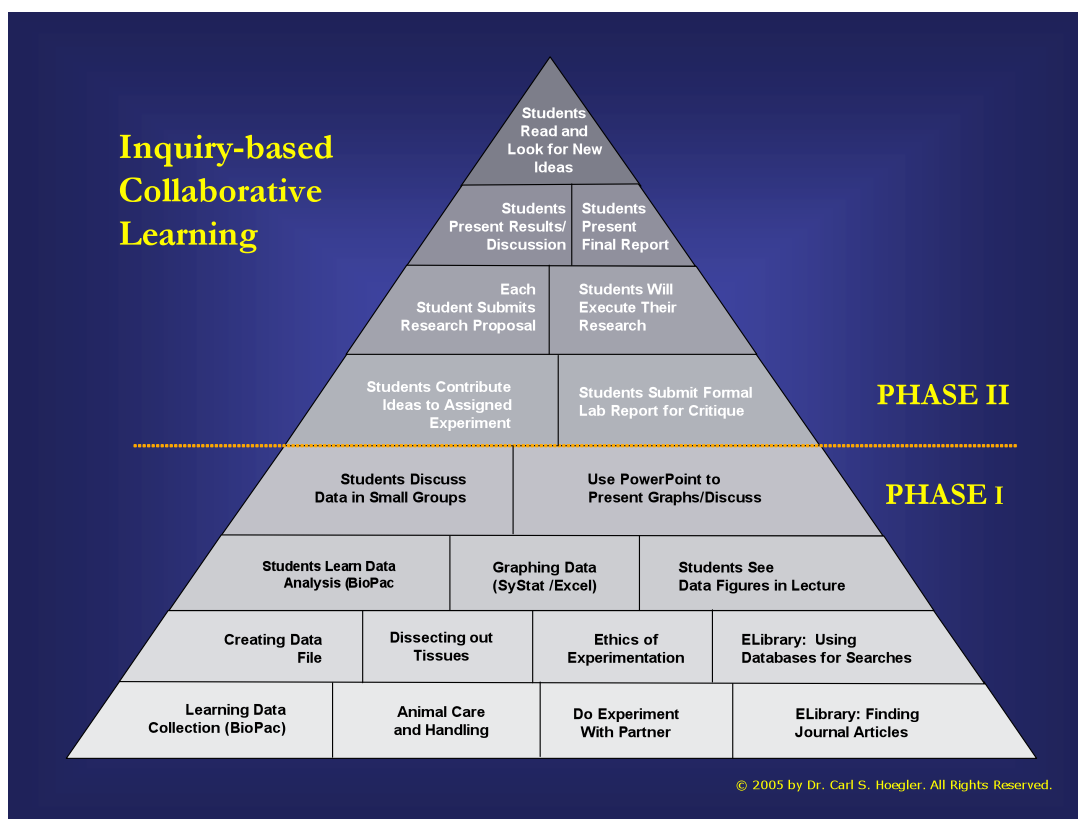 Inquiry-based
Collaborative
Learning
Students
Read and
Look for New
Ideas
Students
Present Results/
Discussion
Students
Present
Final Report
Each
Student Submits
Research Proposal
Students Will
Execute Their
Research
Students Contribute
Ideas to Assigned
Experiment
Students Submit Formal
Lab Report for Critique
PHASE II
Students Discuss
Data in Small Groups
Use PowerPoint to
Present Graphs/Discuss
PHASE I
Students Learn Data
Analysis (BioPac
Graphing Data
(SyStat /Excel)
Students See
Data Figures in Lecture
Creating Data
File
Dissecting out
Tissues
Ethics of
Experimentation
ELibrary: Using
Databases for Searches
Learning Data
Collection (BioPac)
Animal Care
and Handling
Do Experiment
With Partner
ELibrary: Finding
Journal Articles
© 2005 by Dr. Carl S. Hoegler. All Rights Reserved.